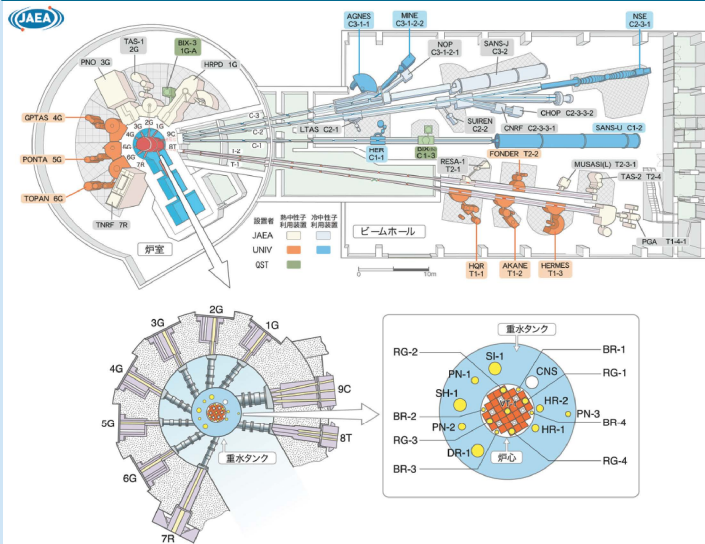 JAEA
AGNES
C3-1-1
MINE
C3-1-2-2
NSE
C2-3-1
TAS-1
2G
BIX-3
1G-A
NOP
C3-1-2-1
SANS-J
C3-2
PNO 3G
HRPD 1G
GPTAS 4G
C-3
C-2
C-1
T-2
T-1
2G
3G
1G
4G
9C
5G
8T
6G
7R
LTAS C2-1
SUIREN
C2-2
CHOP C2-3-3-2
CNRF C2-3-3-1
SANS-U C1-2
HER
C1-1
C1-3
FONDER T2-2
PONTA 5G
RESA-1
T2-1
MUSASI(L) T2-3-1
TAS-2 T2-4
TOPAN 6G
TNRF 7R
設置者
熱中性子
利用装置
冷中性子
利用装置
JAEA
UNIV
QST
炉室
ビームホール
0
10m
HQR
T1-1
AKANE
T1-2
HERMES
T1-3
PGA T1-4-1
2G
3G
1G
4G
9C
5G
8T
6G
重水タンク
7R
重水タンク
RG-2
SI-1
BR-1
PN-1
CNS
RG-1
SH-1
VT-1
HR-2
PN-3
BR-2
PN-2
HR-1
BR-4
RG-3
DR-1
炉心
RG-4
BR-3